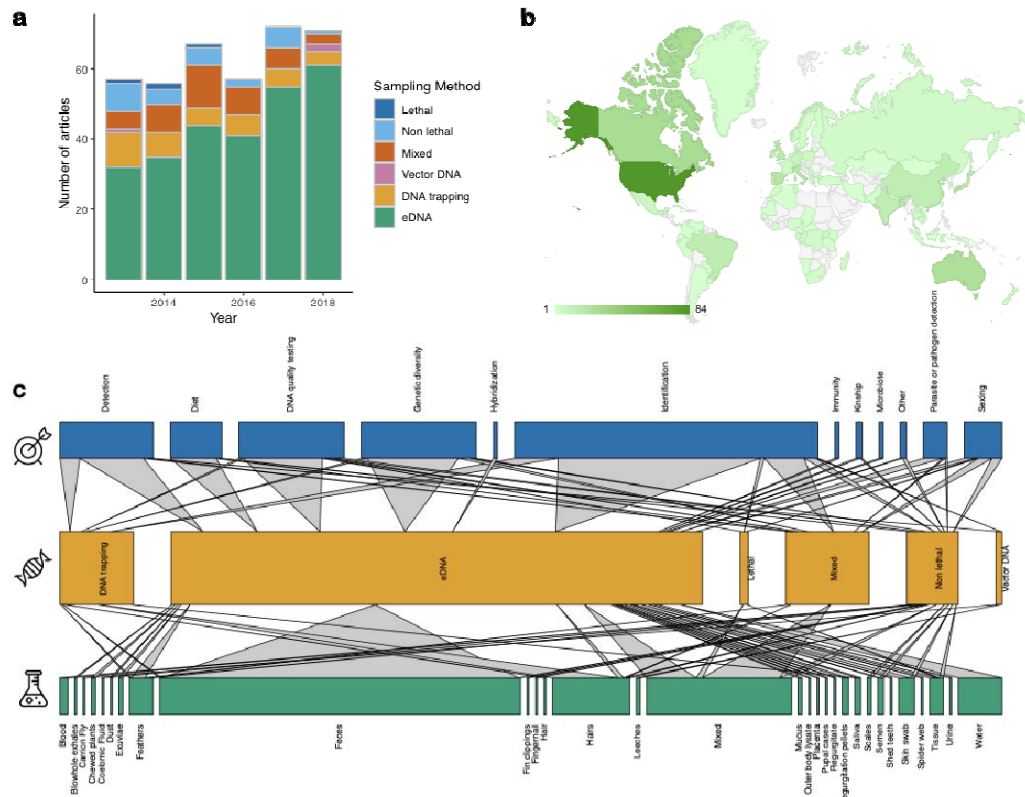 a
Number of articles
60
40
20
0
2014
2016
2018
Year
Sampling Method
Lethal
Non lethal
Mixed
Vector DNA
DNA trapping
eDNA
b
1
84
c
Detection
Diet
DNA quality testing
Genetic diversity
Hybridization
Identification
Immunity
Kinship
Microbiote
Other
Parasite or pathogen detection
Sexing
DNA trapping
eDNA
Lethal
Mixed
Non lethal
Vector DNA
Blood
Blowhole exhales
Carrion Fly
Chewed plants
Coelomic Fluid
Dust
Exuviae
Feathers
Feces
Fin clippings
Fingernail
Hair
Hairs
Leeches
Mixed
Mucus
Outer body lysate
Placenta
Pupal cases
Regurgitate
gurgitation pellets
Saliva
Scales
Semen
Shed teeth
Skin swab
Spider web
Tissue
Urine
Water